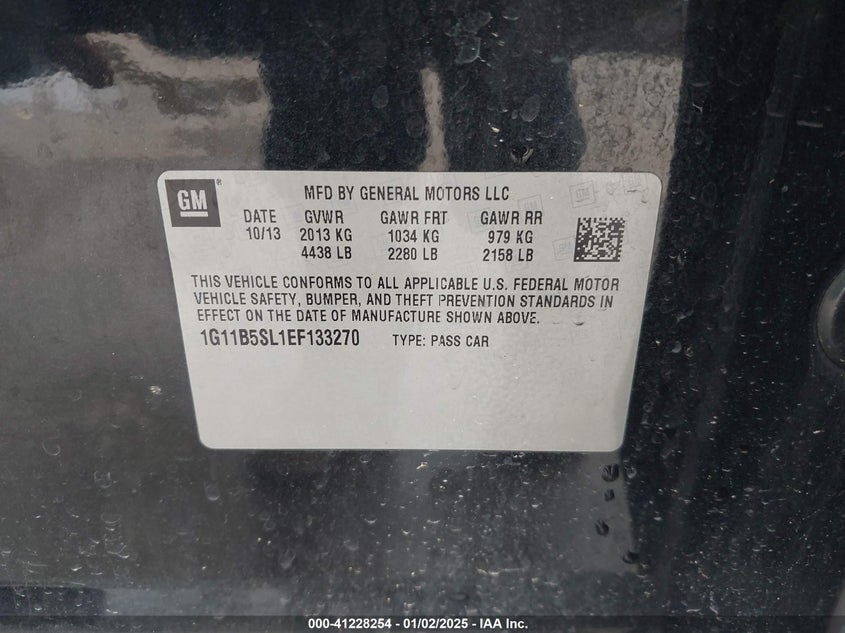 GM®
MFD BY GENERAL MOTORS LLC
DATE GVWR GAWR FRT GAWR RR
10/13 2013 KG 1034 KG 979 KG
4438 LB 2280 LB 2158 LB
THIS VEHICLE CONFORMS TO ALL APPLICABLE U.S. FEDERAL MOTOR
VEHICLE SAFETY, BUMPER, AND THEFT PREVENTION STANDARDS IN
EFFECT ON THE DATE OF MANUFACTURE SHOWN ABOVE.
1G11B5SL1EF133270 TYPE: PASS CAR
000-41228254 - 01/02/2025 - IAA Inc.